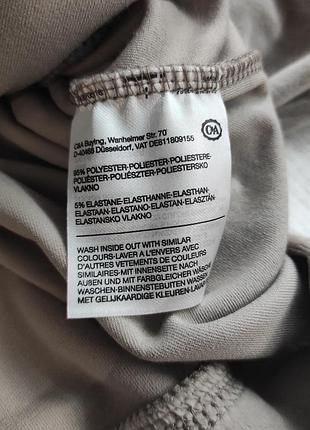 C&A Buying, Wanheimer Str. 70
D-40468 Düsseldorf, VAT DE811809155
C&A
95% POLYESTER-POLIESTER-POLIESTERE-
POLIÉSTER-POLIÉSZTER-POLIESTERSKO
VLAKNO
5% ELASTANE-ELASTHANNE-ELASTHAN-
ELASTAAN-ELASTANO-ELASTAN-ELASZTÁN-
ELASTANSKO VLAKNO
WASH INSIDE OUT WITH SIMILAR
COLOURS-LAVER A L'ENVERS AVEC
D'AUTRES VETEMENTS DE COULEURS
SIMILAIRES-MIT INNENSEITE NACH
AUßEN UND MIT FARBGLEICHER WÄSCHE
WASCHEN-BINNENSTEBUITEN WASSEN
MET GELIJKAARDIGE KLEUREN-LAVAR